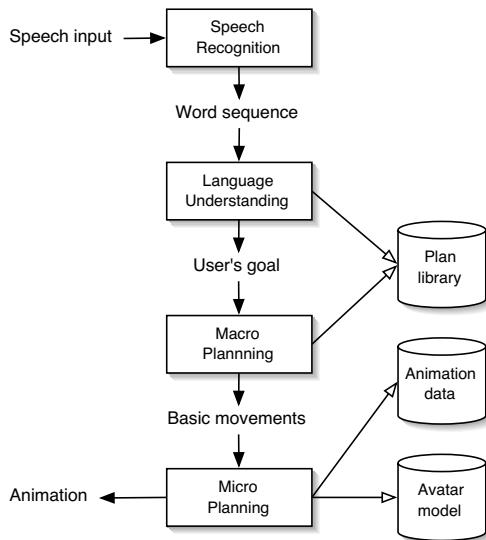 Speech input
Speech
Recognition
Word sequence
Language
Understanding
User's goal
Plan
library
Macro
Plannning
Animation
data
Basic movements
Animation
Micro
Planning
Avatar
model